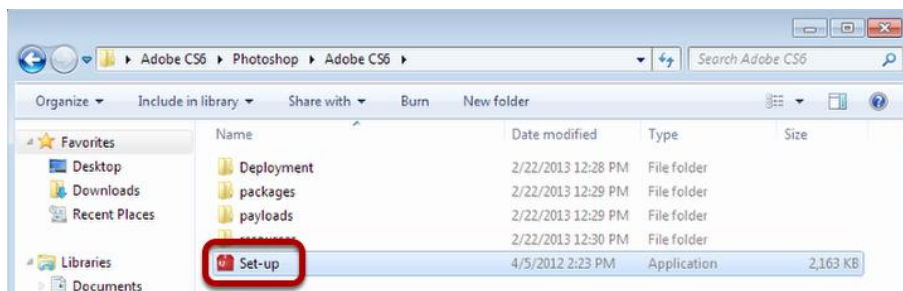 Adobe CS6 Photoshop Adobe CS6 Search Adobe CS6
Organize Include in library Share with Burn New folder
Name Date modified Type Size
Favorites
Desktop Deployment 2/22/2013 12:28 PM File folder
Downloads packages 2/22/2013 12:29 PM File folder
Recent Places payloads 2/22/2013 12:29 PM File folder
2/22/2013 12:30 PM File folder
Libraries Set-up 4/5/2012 2:23 PM Application 2,163 KB
Documents